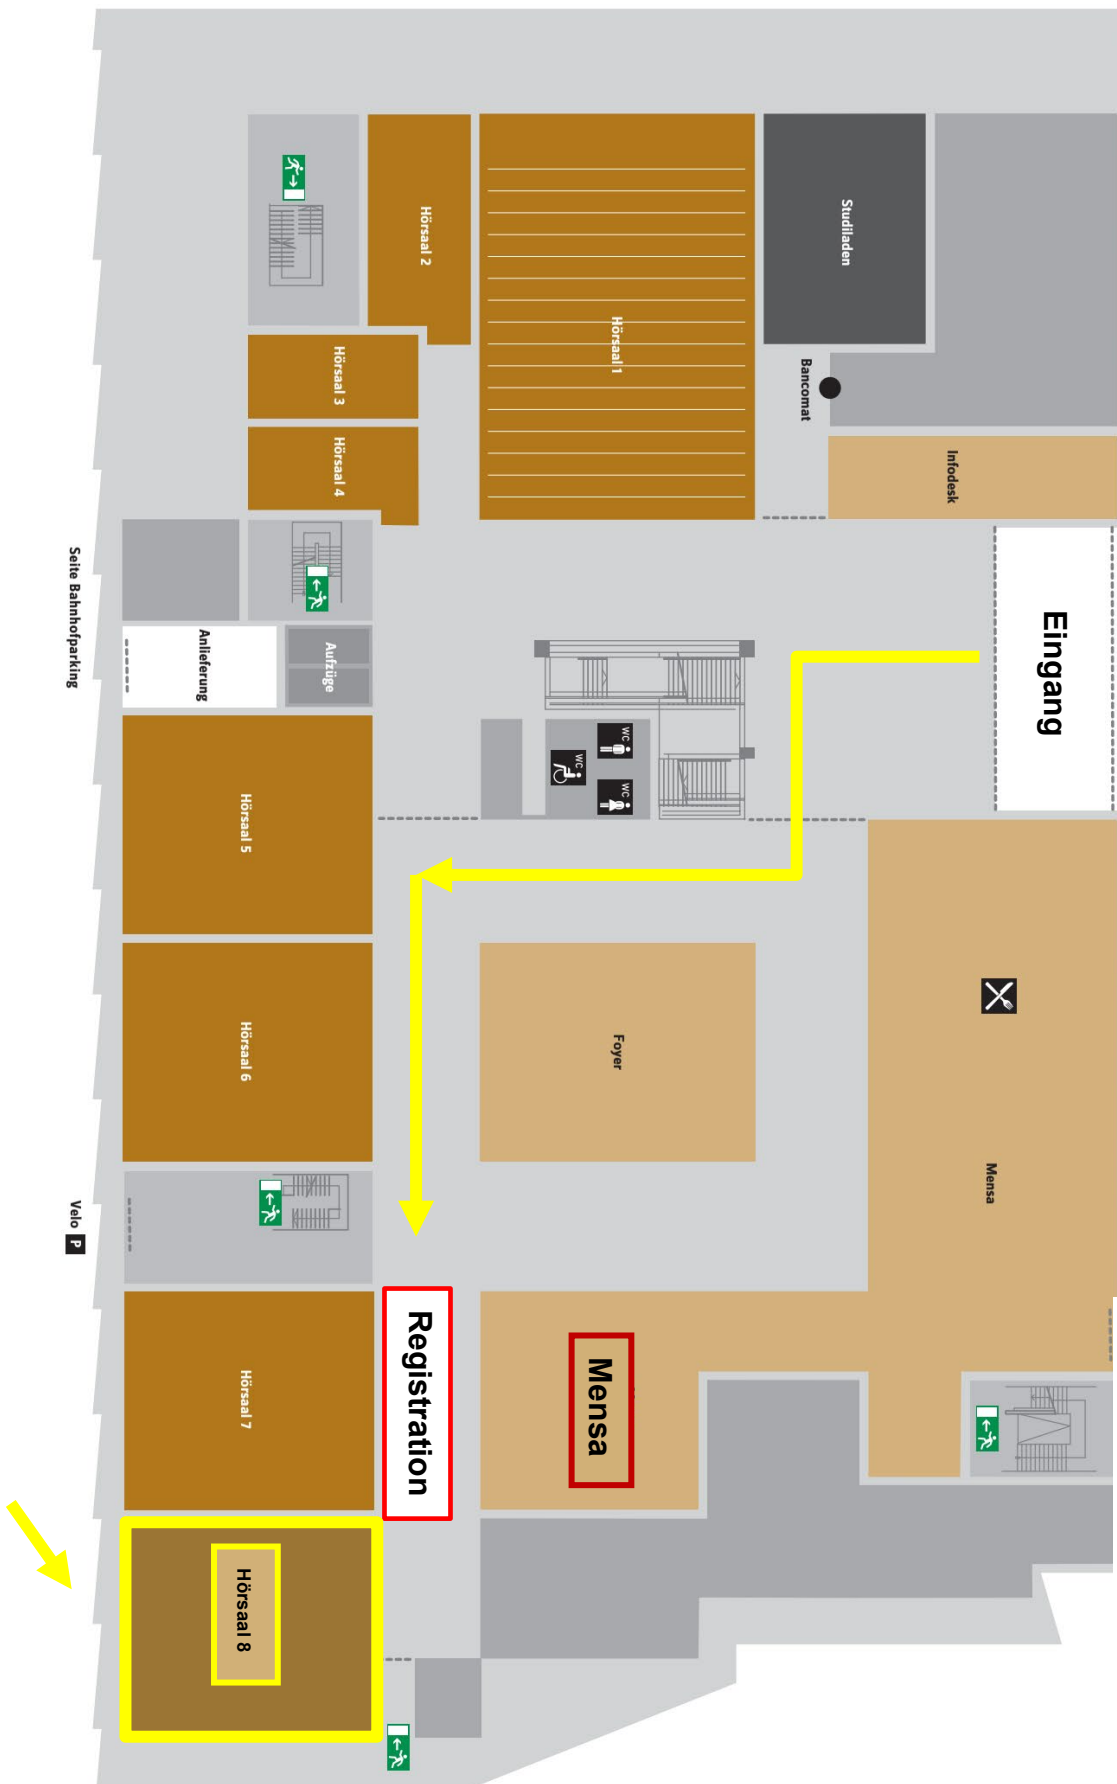 Eingang
Infodesk
Mensa
Studiladen
Bancomat
Hörsaal 1
WC
WC
WC
Foyer
Mensa
Hörsaal 2
Registration
Hörsaal 3
Hörsaal 4
Aufzüge
Anlieferung
Hörsaal 5
Hörsaal 6
Hörsaal 7
Hörsaal 8
Seite Bahnhofparking
Velo P